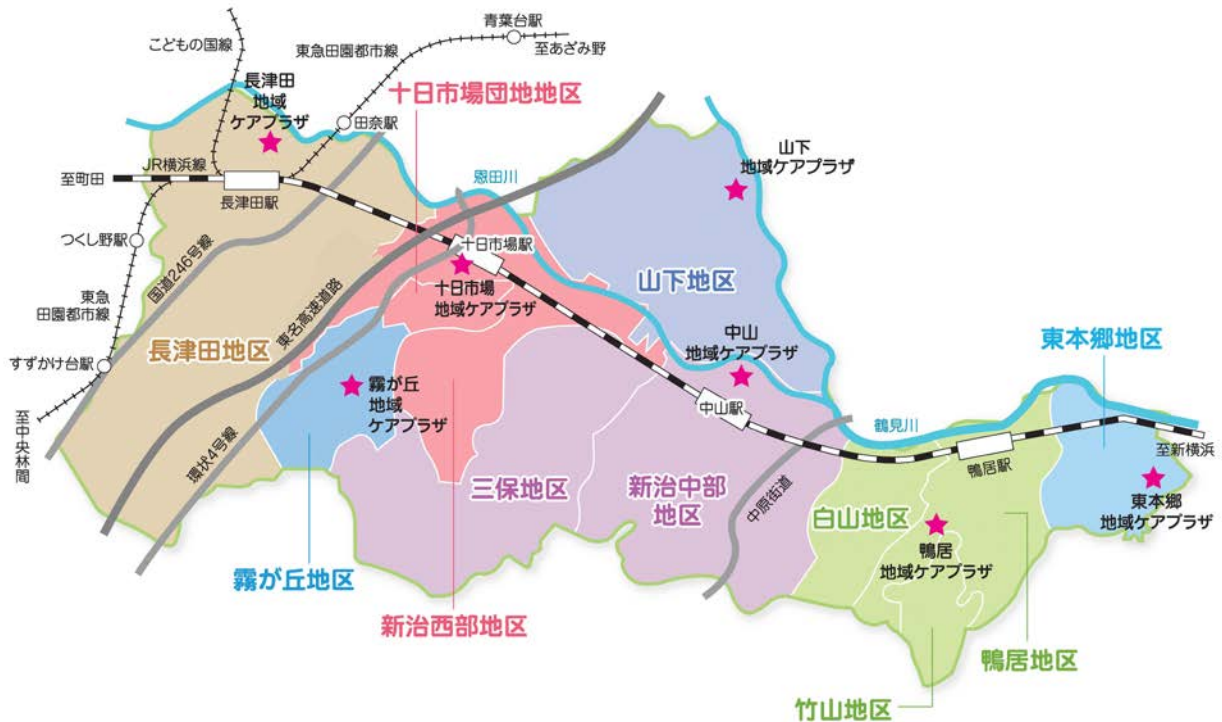 こどもの国線
青葉台駅
東急田園都市線
至あざみ野
長津田
地域
ケアプラザ
十日市場団地地区
田奈駅
山下
地域ケアプラザ
JR横浜線
至町田
恩田川
長津田駅
つくし野駅
国道246号線
十日市場駅
山下地区
東急
田園都市線
東名高速道路
十日市場
地域ケアプラザ
中山
地域ケアプラザ
東本郷地区
長津田地区
すずかけ台駅
霧が丘
地域
ケアプラザ
中山駅
至中央林間
環状4号線
鶴見川
至新横浜
鴨居駅
三保地区
新治中部
地区
中原街道
白山地区
東本郷
地域ケアプラザ
鴨居
地域ケアプラザ
霧が丘地区
新治西部地区
鴨居地区
竹山地区